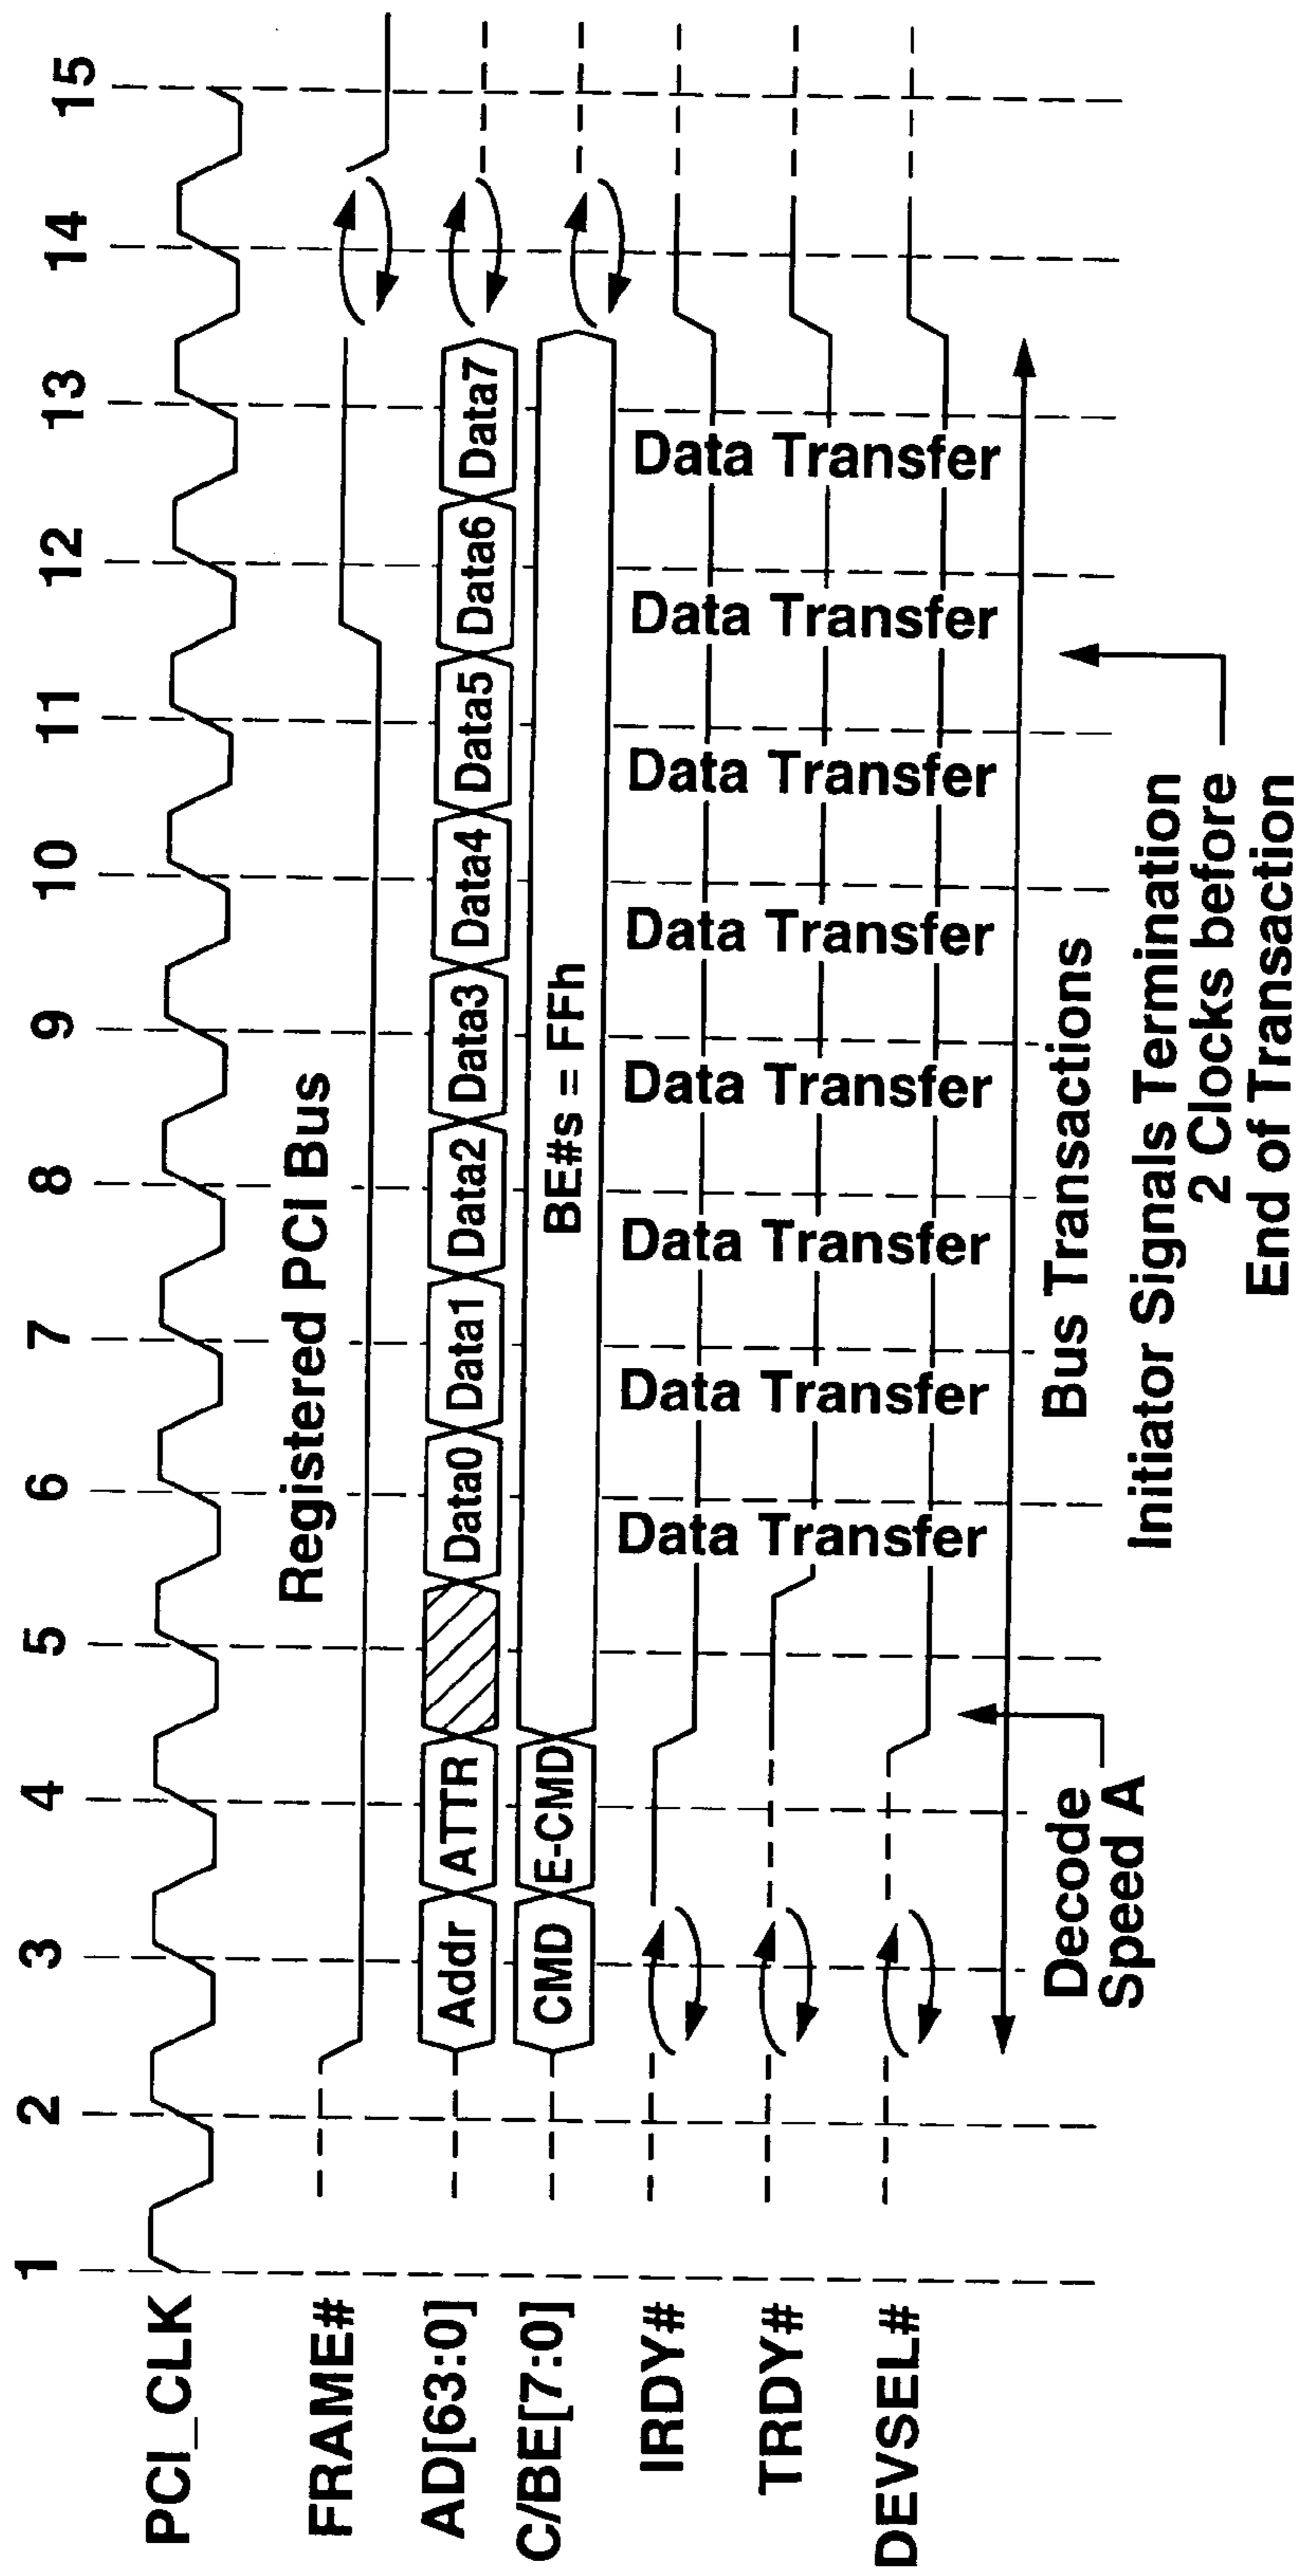 1 2 3 4 5 6 7 8 9 10 11 12 13 14 15
PCI_CLK
Registered PCI Bus
FRAME#
AD[63:0] Addr ATTR Data0 Data1 Data2 Data3 Data4 Data5 Data6 Data7
C/BE[7:0] CMD E-CMD BE#s = FFh
IRDY#
TRDY#
DEVSEL#
Data Transfer Data Transfer Data Transfer Data Transfer Data Transfer Data Transfer Data Transfer Data Transfer
Decode
Speed A
Bus Transactions
Initiator Signals Termination
2 Clocks before
End of Transaction